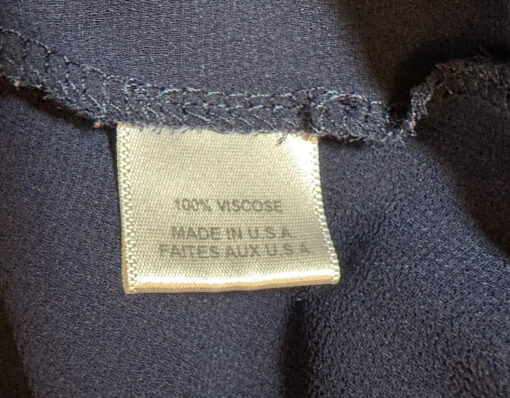 100% VISCOSE
MADE IN U.S.A.
FAITES AUX U.S.A